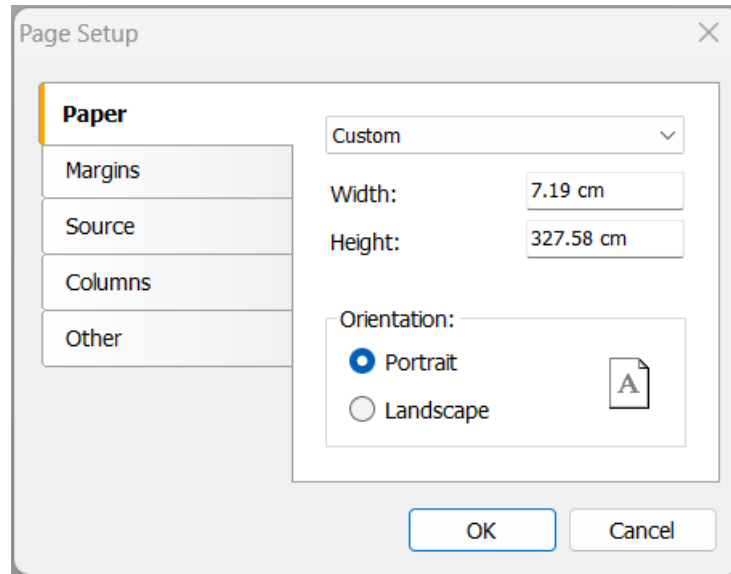 Page Setup
Paper
Margins
Source
Columns
Other
Custom
Width: 7.19 cm
Height: 327.58 cm
Orientation:
Portrait
Landscape
A
OK Cancel